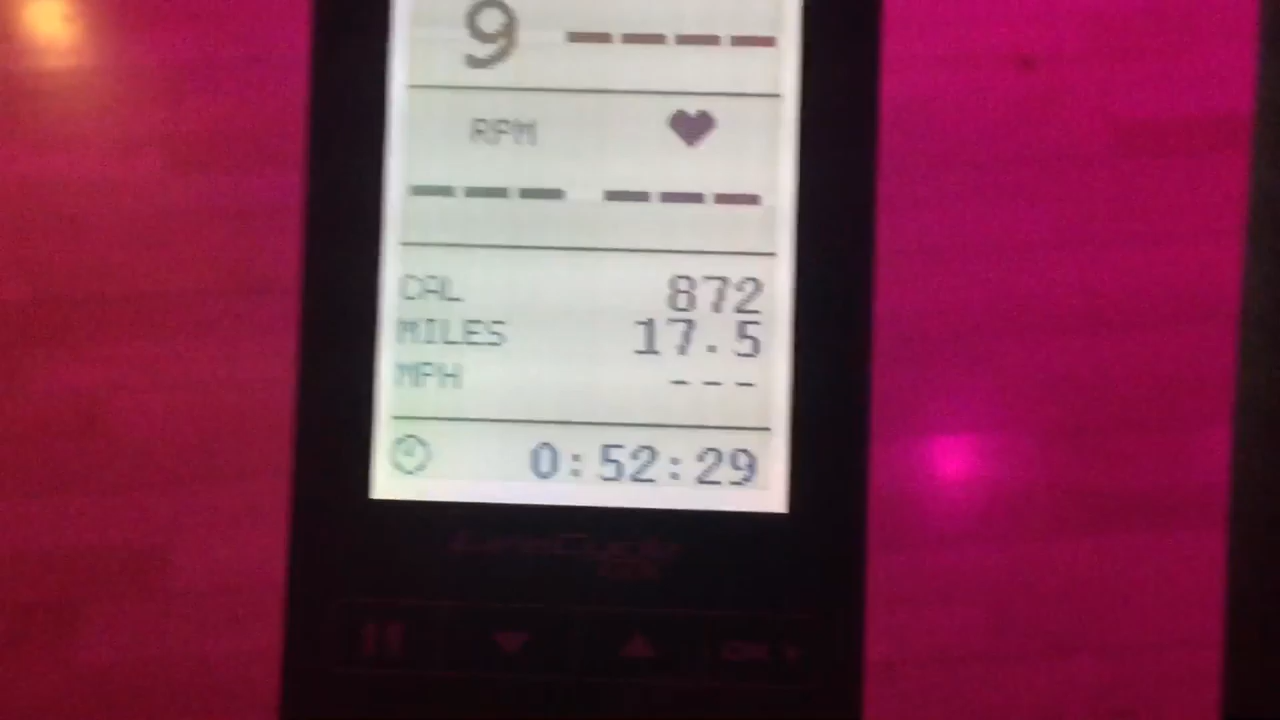 9 ----
RPM
--- ---
CAL 872
MILES 17.5
MPH ---
0:52:29